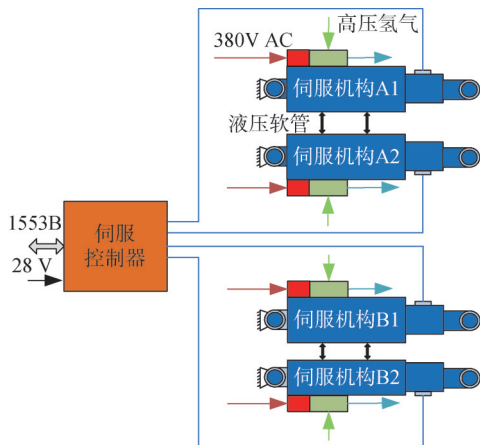 高压氢气
380V AC
伺服机构A1
液压软管
伺服机构A2
1553B
伺服
控制器
28 V
伺服机构B1
伺服机构B2